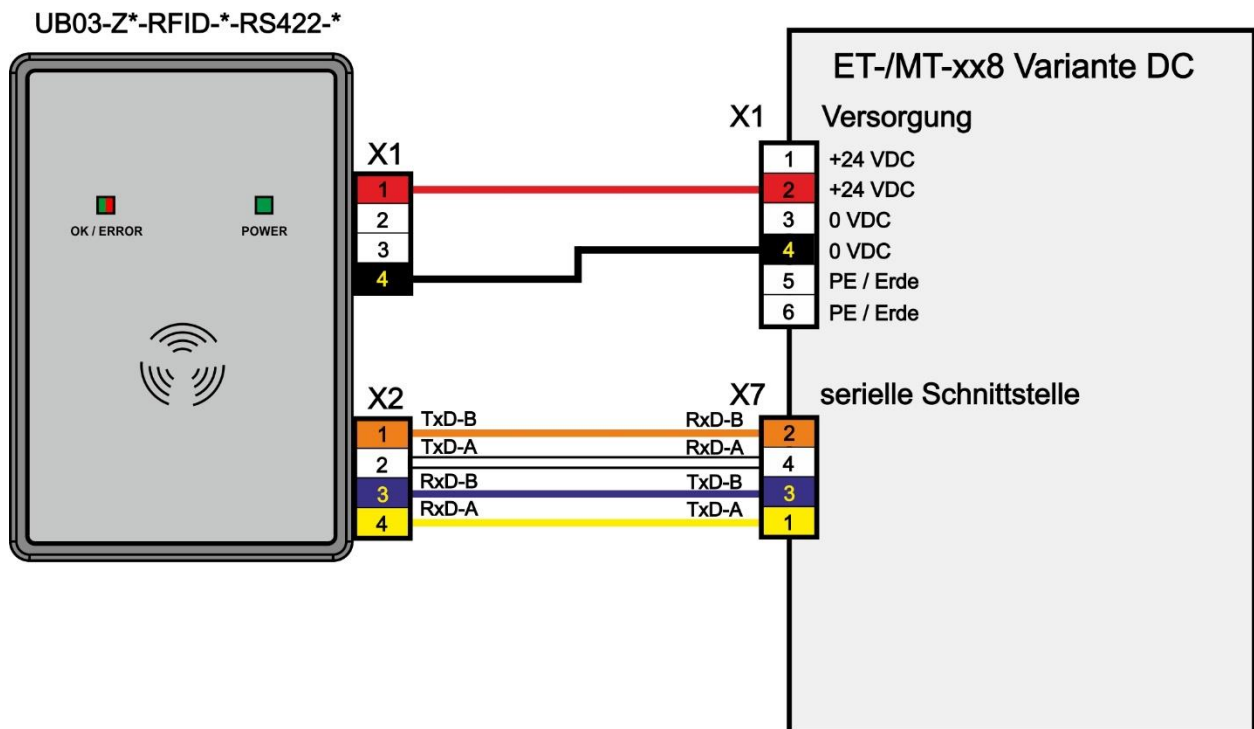 UB03-Z*-RFID-*-RS422-*
OK / ERROR
POWER
X1
1
2
3
4
X2
1
2
3
4
TxD-B
TxD-A
RxD-B
RxD-A
RxD-B
RxD-A
TxD-B
TxD-A
ET-/MT-xx8 Variante DC
X1 Versorgung
1 +24 VDC
2 +24 VDC
3 0 VDC
4 0 VDC
5 PE / Erde
6 PE / Erde
X7 serielle Schnittstelle
2
4
3
1